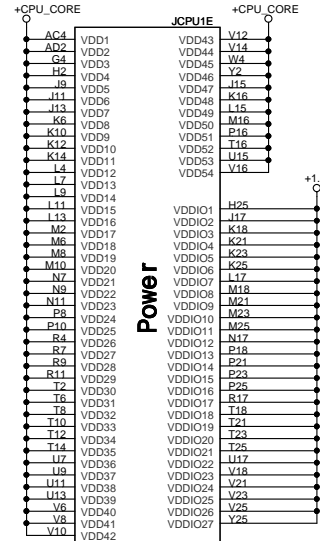 +CPU_CORE +CPU_CORE
JCPU1E
AC4 VDD1 VDD43 V12
AD2 VDD2 VDD44 V14
G4 VDD3 VDD45 W4
H2 VDD4 VDD46 Y2
J9 VDD5 VDD47 J15
J11 VDD6 VDD48 K16
J13 VDD7 VDD49 L15
K6 VDD8 VDD50 M16
K10 VDD9 VDD51 P16
K12 VDD10 VDD52 T16
K14 VDD11 VDD53 U15
L4 VDD12 VDD54 V16
L7 VDD13
L9 VDD14
+1.
L11 VDD15 VDDIO1 H25
L13 VDD16 VDDIO2 J17
M2 VDD17 VDDIO3 K18
M6 VDD18 VDDIO4 K21
M8 VDD19 VDDIO5 K23
M10 VDD20 VDDIO6 K25
N7 VDD21 VDDIO7 L17
N9 VDD22 VDDIO8 M18
N11 VDD23 VDDIO9 M21
P8 VDD24 VDDIO10 M23
P10 VDD25 VDDIO11 M25
R4 VDD26 VDDIO12 N17
R7 VDD27 VDDIO13 P18
R9 VDD28 VDDIO14 P21
R11 VDD29 VDDIO15 P23
T2 VDD30 VDDIO16 P25
T6 VDD31 VDDIO17 R17
T8 VDD32 VDDIO18 T18
T10 VDD33 VDDIO19 T21
T12 VDD34 VDDIO20 T23
T14 VDD35 VDDIO21 T25
U7 VDD36 VDDIO22 U17
U9 VDD37 VDDIO23 V18
U11 VDD38 VDDIO24 V21
U13 VDD39 VDDIO25 V23
V6 VDD40 VDDIO26 V25
V8 VDD41 VDDIO27 Y25
V10 VDD42
Power